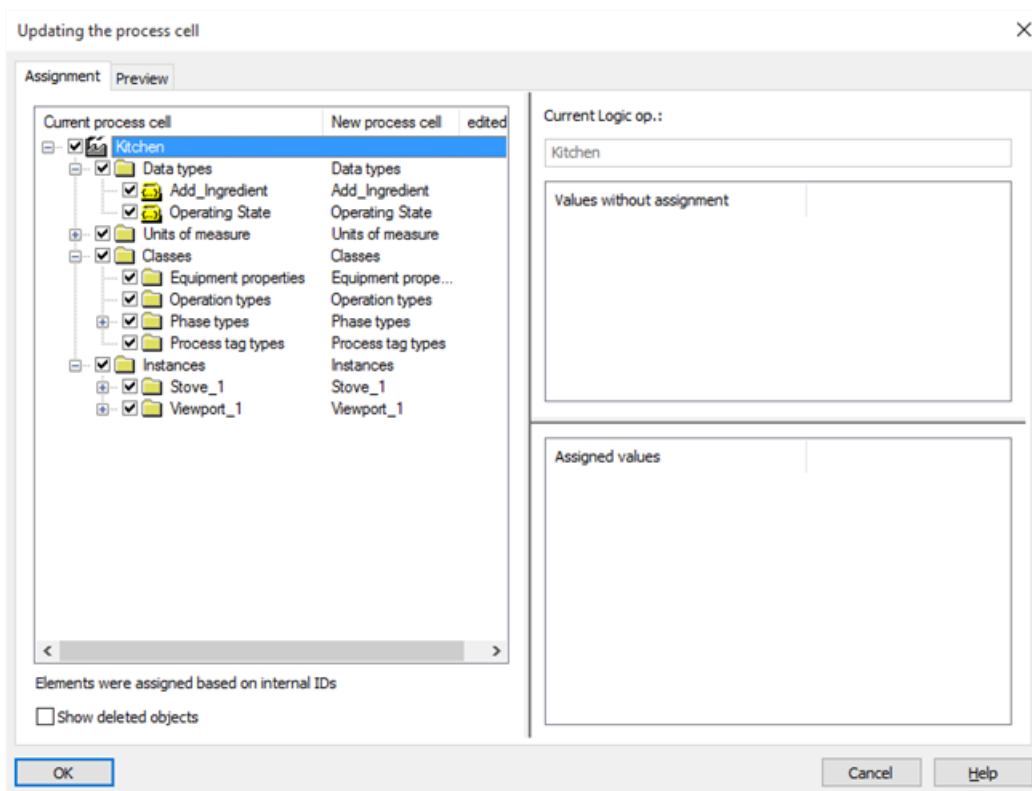 Updating the process cell
Assignment Preview
Current process cell New process cell edited
Kitchen
Data types Data types
Add_Ingredient Add_Ingredient
Operating State Operating State
Units of measure Units of measure
Classes Classes
Equipment properties Equipment prope...
Operation types Operation types
Phase types Phase types
Process tag types Process tag types
Instances Instances
Stove_1 Stove_1
Viewport_1 Viewport_1
Elements were assigned based on internal IDs
Show deleted objects
Current Logic op.:
Kitchen
Values without assignment
Assigned values
OK Cancel Help